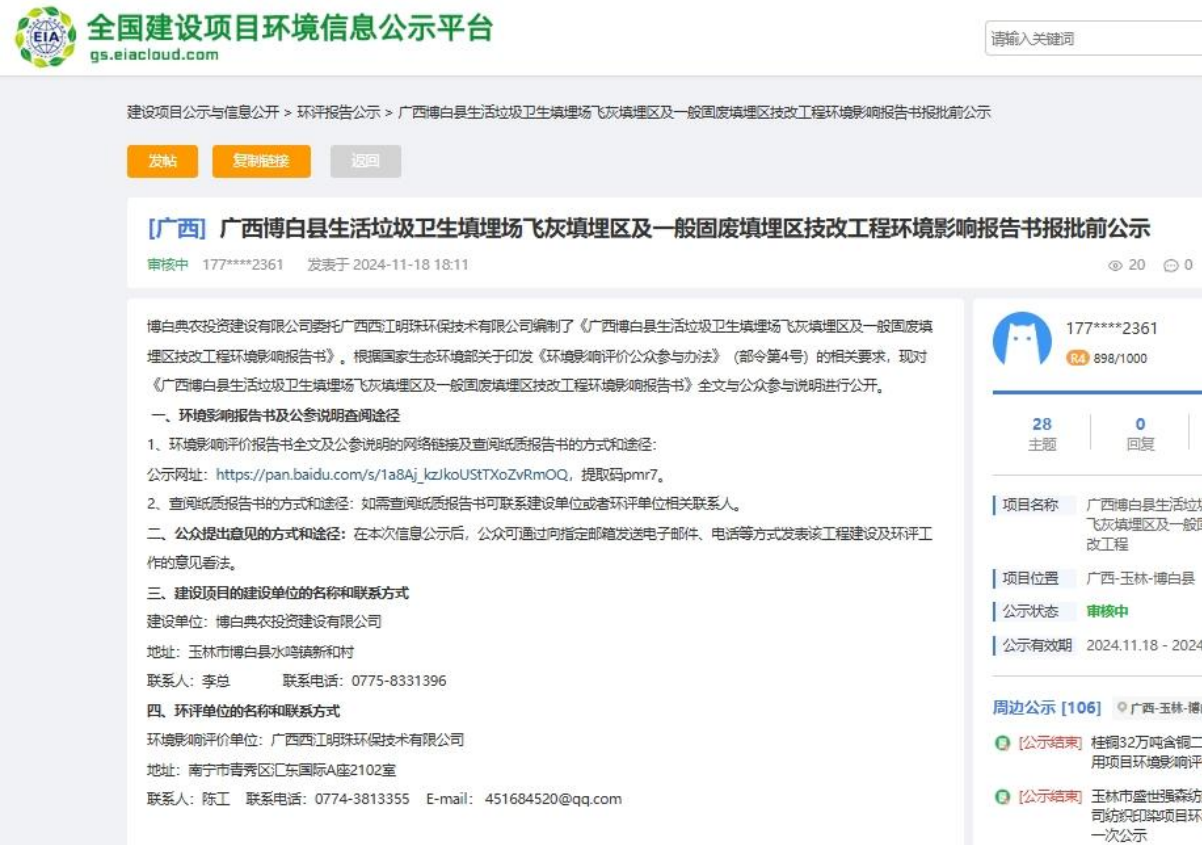 EIA
全国建设项目环境信息公示平台
gs.eiacloud.com
请输入关键词
建设项目公示与信息公开 > 环评报告公示 > 广西博白县生活垃圾卫生填埋场飞灰填埋区及一般固废填埋区技改工程环境影响报告书报批前公示
发帖 复制链接 返回
[广西] 广西博白县生活垃圾卫生填埋场飞灰填埋区及一般固废填埋区技改工程环境影响报告书报批前公示
审核中 177****2361 发表于 2024-11-18 18:11 20 0
博白典农投资建设有限公司委托广西西江明珠环保技术有限公司编制了《广西博白县生活垃圾卫生填埋场飞灰填埋区及一般固废填
埋区技改工程环境影响报告书》。根据国家生态环境部关于印发《环境影响评价公众参与办法》（部令第4号）的相关要求，现对
《广西博白县生活垃圾卫生填埋场飞灰填埋区及一般固废填埋区技改工程环境影响报告书》全文与公众参与说明进行公开。
一、环境影响报告书及公参说明查阅途径
1、环境影响评价报告书全文及公参说明的网络链接及查阅纸质报告书的方式和途径：
公示网址：https://pan.baidu.com/s/1a8Aj_kzJkoUStTXoZvRmOQ，提取码pmr7。
2、查阅纸质报告书的方式和途径：如需查阅纸质报告书可联系建设单位或者环评单位相关联系人。
二、公众提出意见的方式和途径：在本次信息公示后，公众可通过向指定邮箱发送电子邮件、电话等方式发表该工程建设及环评工
作的意见看法。
三、建设项目的建设单位的名称和联系方式
建设单位：博白典农投资建设有限公司
地址：玉林市博白县水鸣镇新和村
联系人：李总 联系电话：0775-8331396
四、环评单位的名称和联系方式
环境影响评价单位：广西西江明珠环保技术有限公司
地址：南宁市青秀区汇东国际A座2102室
联系人：陈工 联系电话：0774-3813355 E-mail：451684520@qq.com
177****2361
R4 898/1000
28 0
主题 回复
项目名称 广西博白县生活垃圾
飞灰填埋区及一般固
改工程
项目位置 广西-玉林-博白县
公示状态 审核中
公示有效期 2024.11.18 - 2024
周边公示 [106] 广西-玉林-博
[公示结束] 桂铜32万吨含铜二
用项目环境影响评
[公示结束] 玉林市盛世强森纺
司纺织印染项目环
一次公示